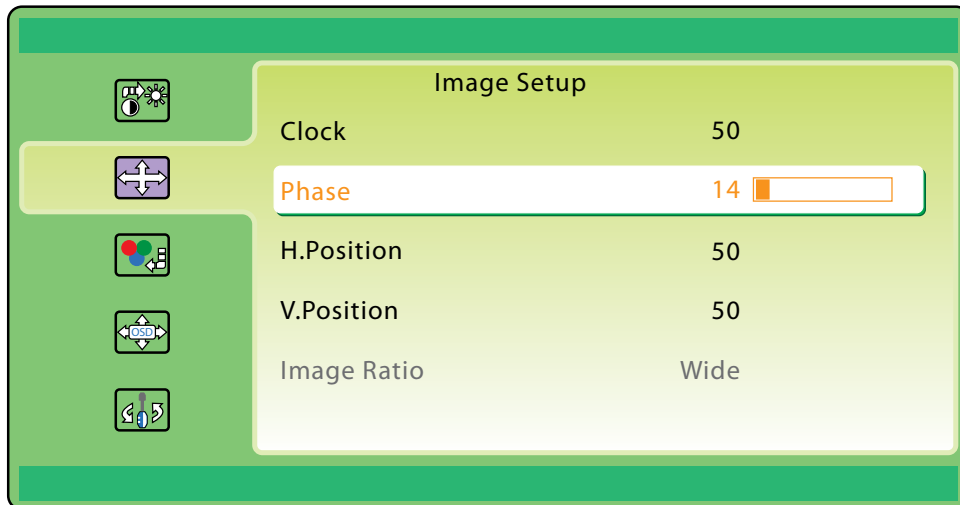 Image Setup
Clock 50
Phase 14
H.Position 50
V.Position 50
Image Ratio Wide
OSD